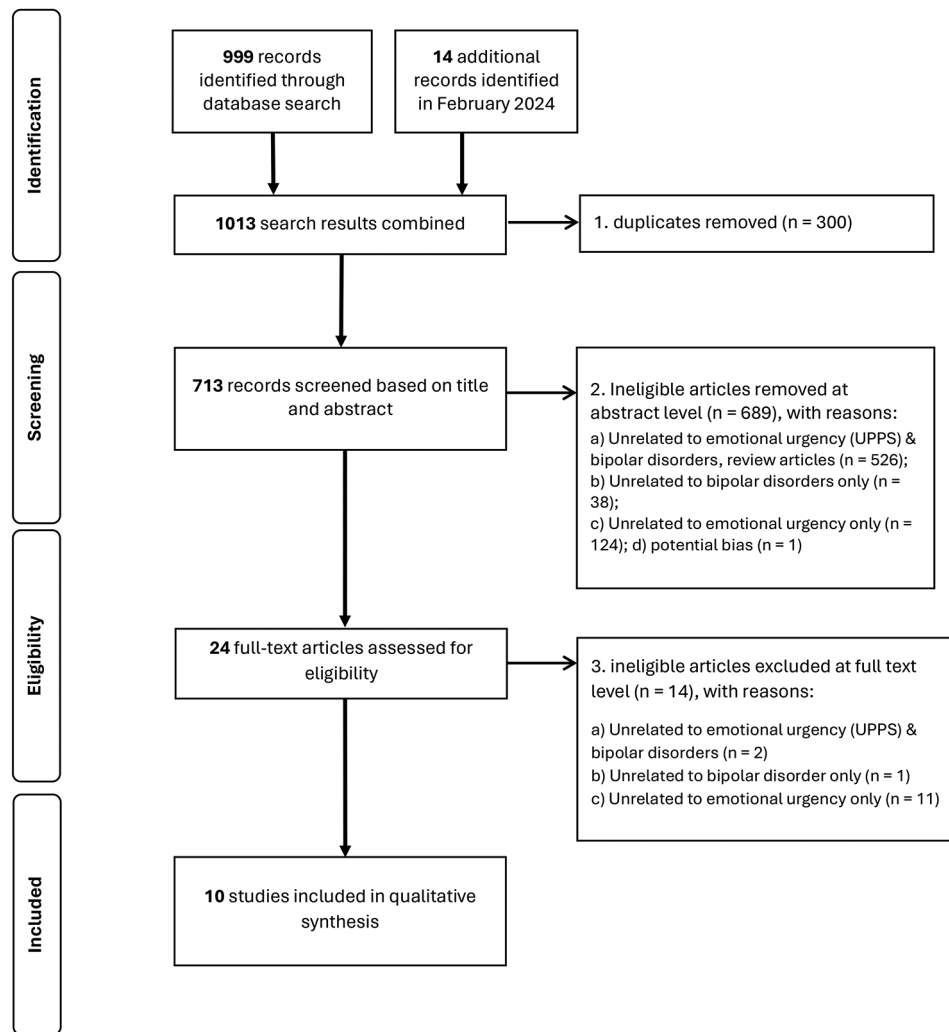 Identification
999 records
identified through
database search
14 additional
records identified
in February 2024
1013 search results combined
1. duplicates removed (n = 300)
Screening
713 records screened based on title
and abstract
2. Ineligible articles removed at
abstract level (n = 689), with reasons:
a) Unrelated to emotional urgency (UPPS) &
bipolar disorders, review articles (n = 526);
b) Unrelated to bipolar disorders only (n =
38);
c) Unrelated to emotional urgency only (n =
124); d) potential bias (n = 1)
Eligibility
24 full-text articles assessed for
eligibility
3. ineligible articles excluded at full text
level (n = 14), with reasons:
a) Unrelated to emotional urgency (UPPS) &
bipolar disorders (n = 2)
b) Unrelated to bipolar disorder only (n = 1)
c) Unrelated to emotional urgency only (n = 11)
Included
10 studies included in qualitative
synthesis